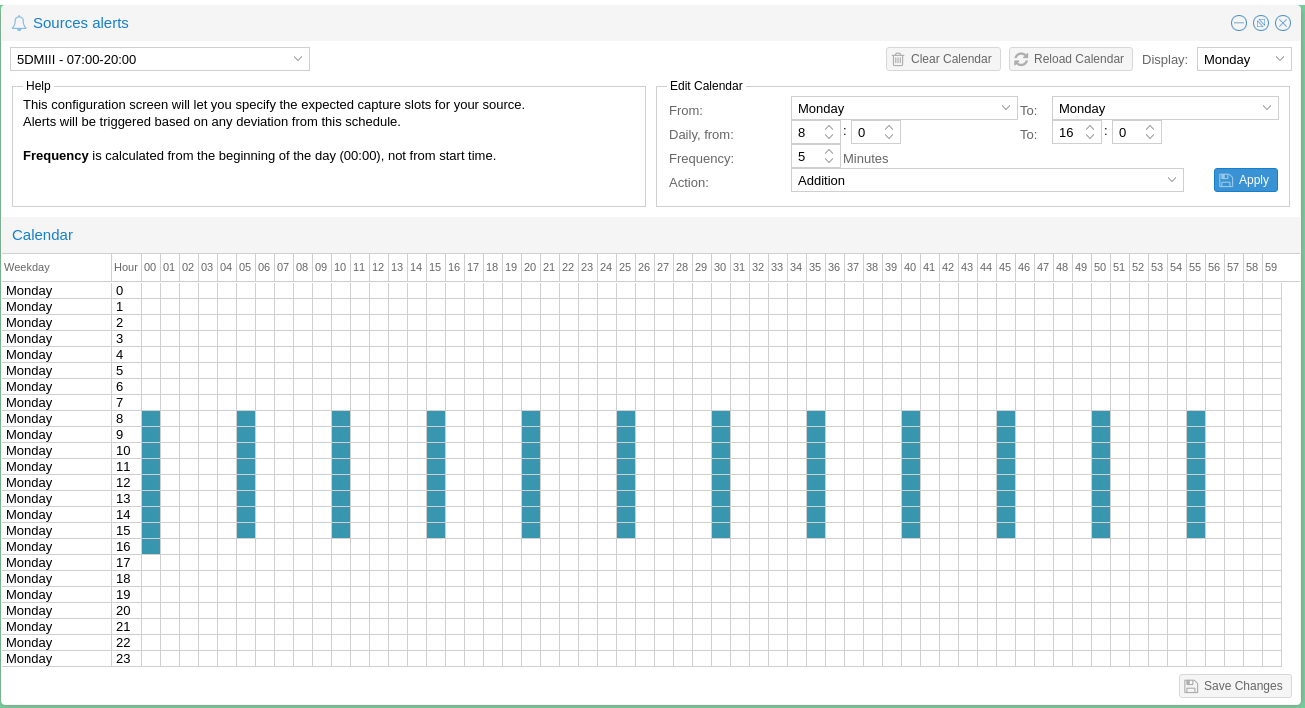 Sources alerts
5DMIII - 07:00-20:00
Clear Calendar
Reload Calendar
Display:
Monday
Help
This configuration screen will let you specify the expected capture slots for your source.
Alerts will be triggered based on any deviation from this schedule.
Frequency is calculated from the beginning of the day (00:00), not from start time.
Edit Calendar
From: Monday To: Monday
Daily, from: 8 : 0 To: 16 : 0
Frequency: 5 Minutes
Action: Addition
Apply
Calendar
Weekday Hour 00 01 02 03 04 05 06 07 08 09 10 11 12 13 14 15 16 17 18 19 20 21 22 23 24 25 26 27 28 29 30 31 32 33 34 35 36 37 38 39 40 41 42 43 44 45 46 47 48 49 50 51 52 53 54 55 56 57 58 59
Monday 0
Monday 1
Monday 2
Monday 3
Monday 4
Monday 5
Monday 6
Monday 7
Monday 8
Monday 9
Monday 10
Monday 11
Monday 12
Monday 13
Monday 14
Monday 15
Monday 16
Monday 17
Monday 18
Monday 19
Monday 20
Monday 21
Monday 22
Monday 23
Save Changes